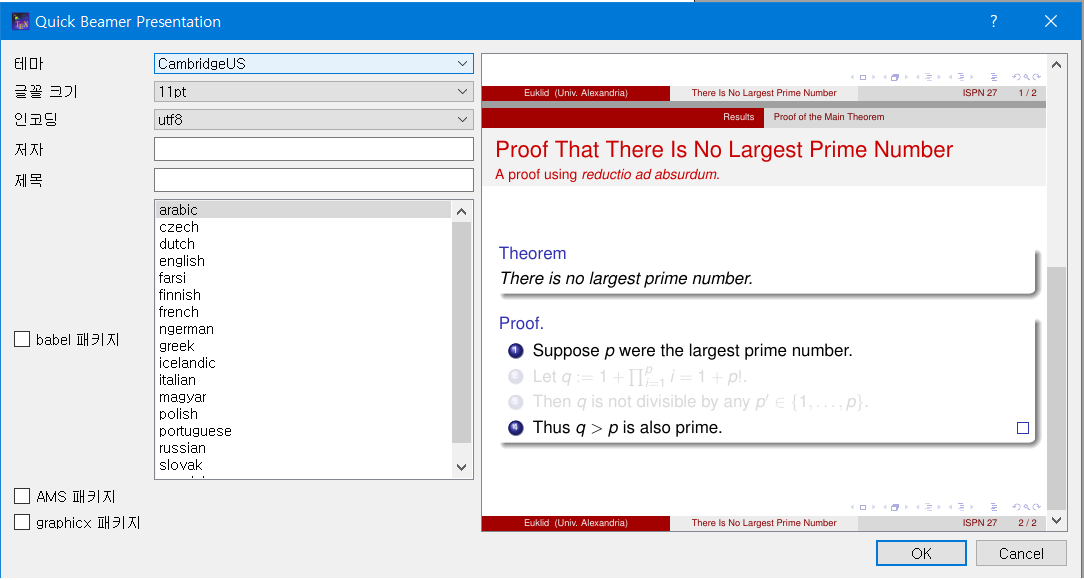 Quick Beamer Presentation
?
테마
CambridgeUS
글꼴 크기
11pt
인코딩
utf8
저자
제목
arabic
czech
dutch
english
farsi
finnish
french
ngerman
greek
icelandic
italian
magyar
polish
portuguese
russian
slovak
babel 패키지
AMS 패키지
graphicx 패키지
Euklid (Univ. Alexandria) There Is No Largest Prime Number ISPN 27 1 / 2
Results Proof of the Main Theorem
Proof That There Is No Largest Prime Number
A proof using reductio ad absurdum.
Theorem
There is no largest prime number.
Proof.
1 Suppose p were the largest prime number.
2 Let q := 1 + ∏_{i=1}^{p} i = 1 + p!.
3 Then q is not divisible by any p′ ∈ {1, . . . , p}.
4 Thus q > p is also prime.
Euklid (Univ. Alexandria) There Is No Largest Prime Number ISPN 27 2 / 2
OK Cancel